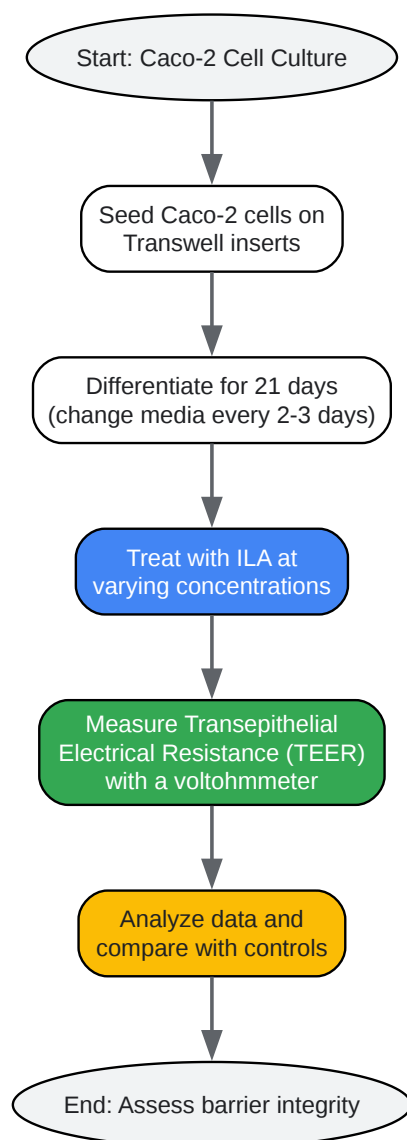 Start: Caco-2 Cell Culture
Seed Caco-2 cells on
Transwell inserts
Differentiate for 21 days
(change media every 2-3 days)
Treat with ILA at
varying concentrations
Measure Transepithelial
Electrical Resistance (TEER)
with a voltohmmeter
Analyze data and
compare with controls
End: Assess barrier integrity